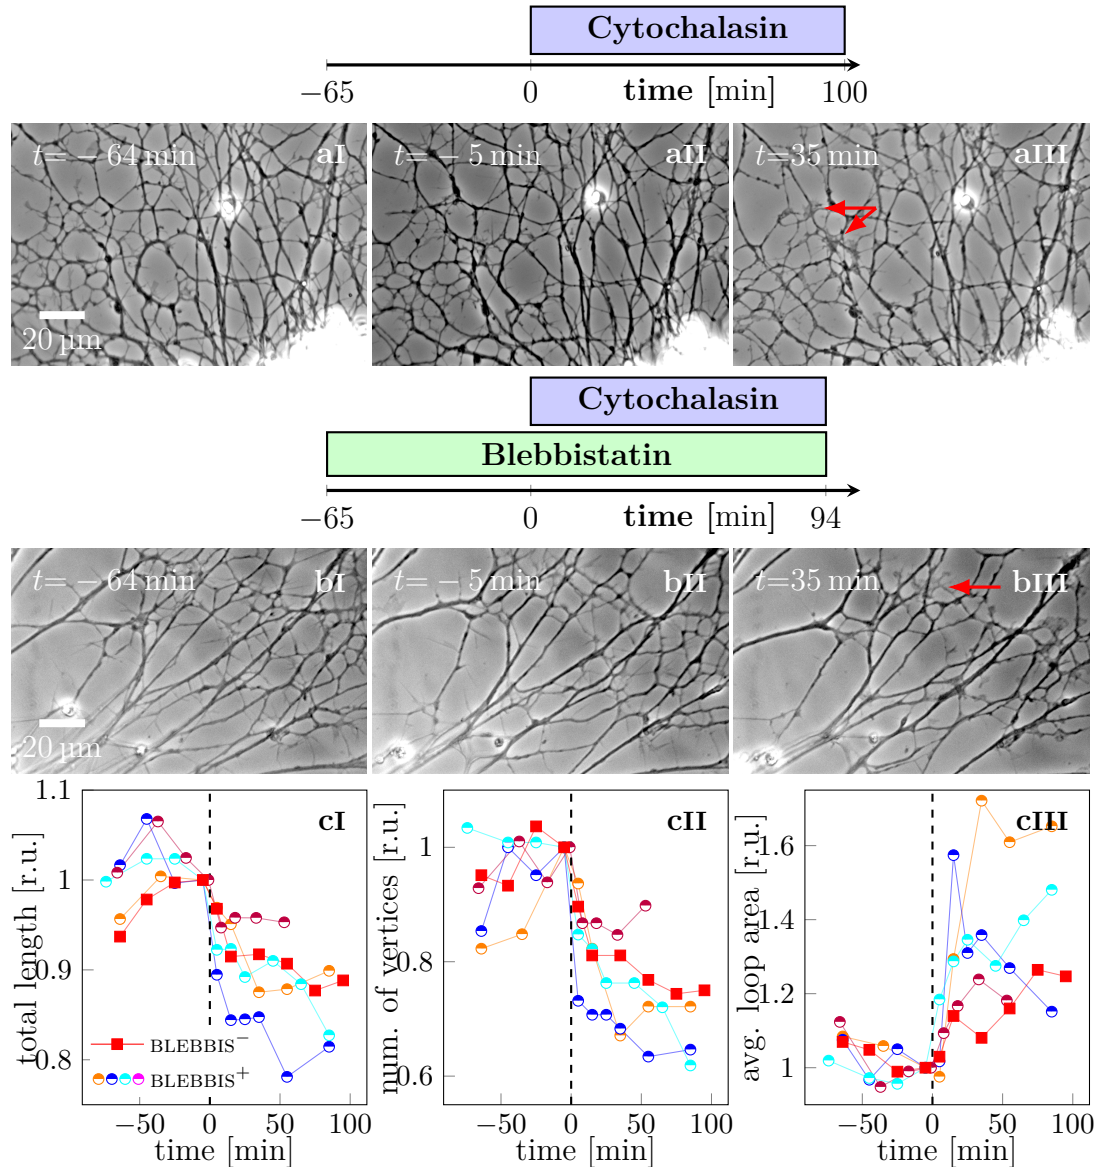 Cytochalasin
−65 0 time [min] 100
t=−64 min aI
t=−5 min aII
t=35 min aIII
20 µm
Cytochalasin
Blebbistatin
−65 0 time [min] 94
t=−64 min bI
t=−5 min bII
t=35 min bIII
20 µm
cI
total length [r.u.]
1.1
1
0.9
0.8
BLEBBIS−
BLEBBIS+
−50 0 50 100
time [min]
cII
num. of vertices [r.u.]
1
0.8
0.6
−50 0 50 100
time [min]
cIII
avg. loop area [r.u.]
1.6
1.4
1.2
1
−50 0 50 100
time [min]